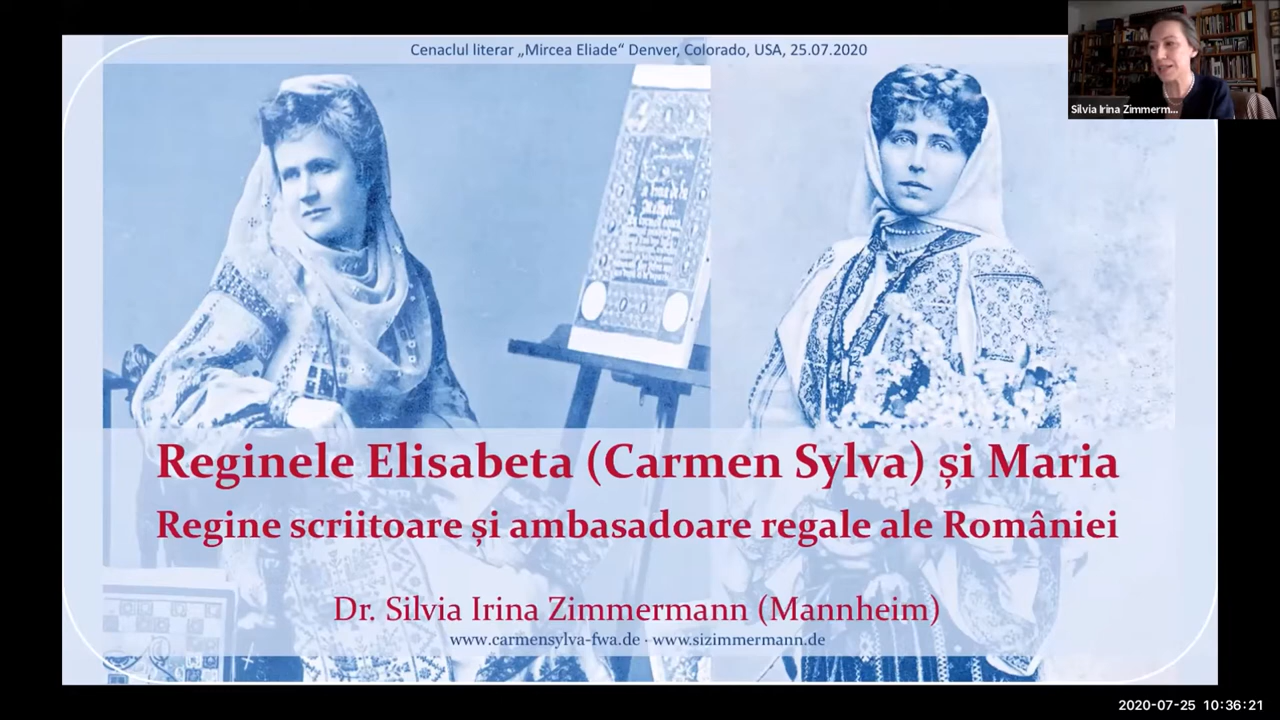 Cenaclul literar „Mircea Eliade“ Denver, Colorado, USA, 25.07.2020
Silvia Irina Zimmerm...
Reginele Elisabeta (Carmen Sylva) și Maria
Regine scriitoare și ambasadoare regale ale României
Dr. Silvia Irina Zimmermann (Mannheim)
www.carmensylva-fwa.de · www.sizimmermann.de
2020-07-25 10:36:21